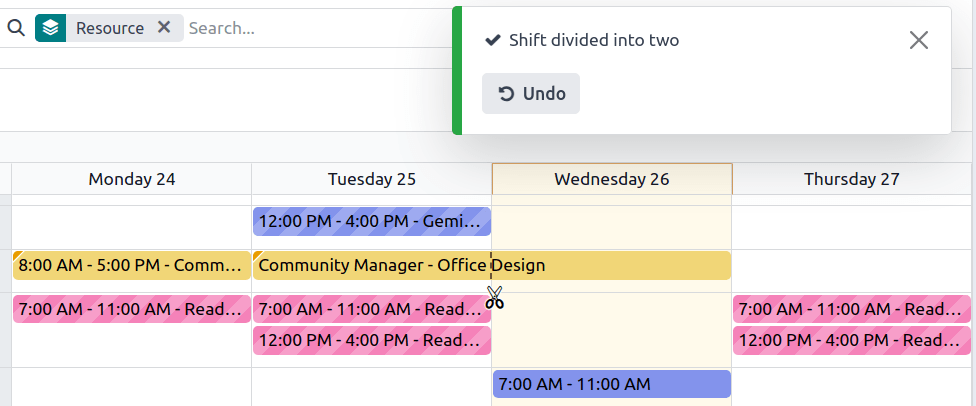 Resource Search...
Shift divided into two
Undo
Monday 24 Tuesday 25 Wednesday 26 Thursday 27
12:00 PM - 4:00 PM - Gemi...
8:00 AM - 5:00 PM - Comm... Community Manager - Office Design
7:00 AM - 11:00 AM - Read... 7:00 AM - 11:00 AM - Read... 7:00 AM - 11:00 AM - Read...
12:00 PM - 4:00 PM - Read... 12:00 PM - 4:00 PM - Read...
7:00 AM - 11:00 AM